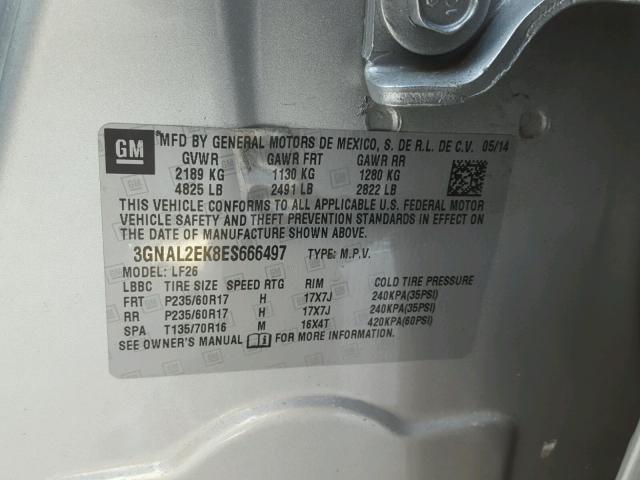 GM MFD BY GENERAL MOTORS DE MEXICO, S. DE R.L. DE C.V. 05/14
GVWR GAWR FRT GAWR RR
2189 KG 1130 KG 1280 KG
4825 LB 2491 LB 2822 LB
THIS VEHICLE CONFORMS TO ALL APPLICABLE U.S. FEDERAL MOTOR
VEHICLE SAFETY AND THEFT PREVENTION STANDARDS IN EFFECT ON
THE DATE OF MANUFACTURE SHOWN ABOVE.
3GNAL2EK8ES666497 TYPE: M.P.V.
MODEL: LF26
LBBC TIRE SIZE SPEED RTG RIM COLD TIRE PRESSURE
FRT P235/60R17 H 17X7J 240KPA(35PSI)
RR P235/60R17 H 17X7J 240KPA(35PSI)
SPA T135/70R16 M 16X4T 420KPA(60PSI)
SEE OWNER'S MANUAL FOR MORE INFORMATION.